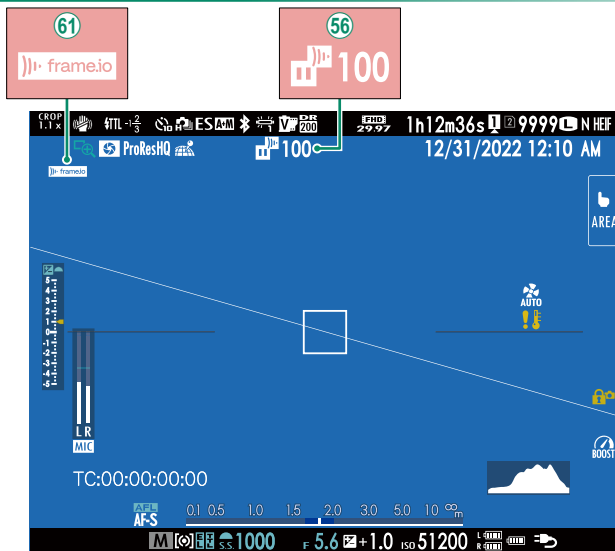 61
56
frame.io
100
CROP 1.1x TTL -1 2/3 ES AM V DR 200 FHD 29.97 1h12m36s 1 2 9999 L N HEIF
ProResHQ 100 12/31/2022 12:10 AM
frame.io
AREA
AUTO
5
4
3
2
1
0
-1
-2
-3
-4
-5
L R
MIC
BOOST
TC:00:00:00:00
AFL
AF-S
0.1 0.5 1.0 1.5 2.0 3.0 5.0 10 ∞ m
M S.S. 1000 F 5.6 +1.0 ISO 51200 L R